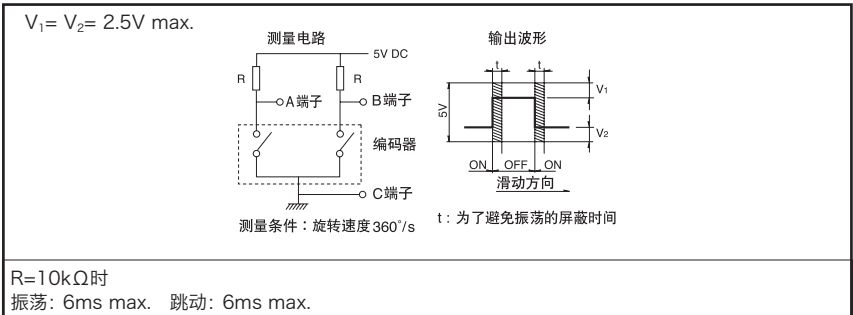 V₁= V₂= 2.5V max.
测量电路
输出波形
5V DC
R
R
A端子
B端子
编码器
C端子
测量条件：旋转速度360°/s
t
t
5V
V₁
V₂
ON
OFF
ON
滑动方向
t : 为了避免振荡的屏蔽时间
R=10kΩ时
振荡: 6ms max. 跳动: 6ms max.